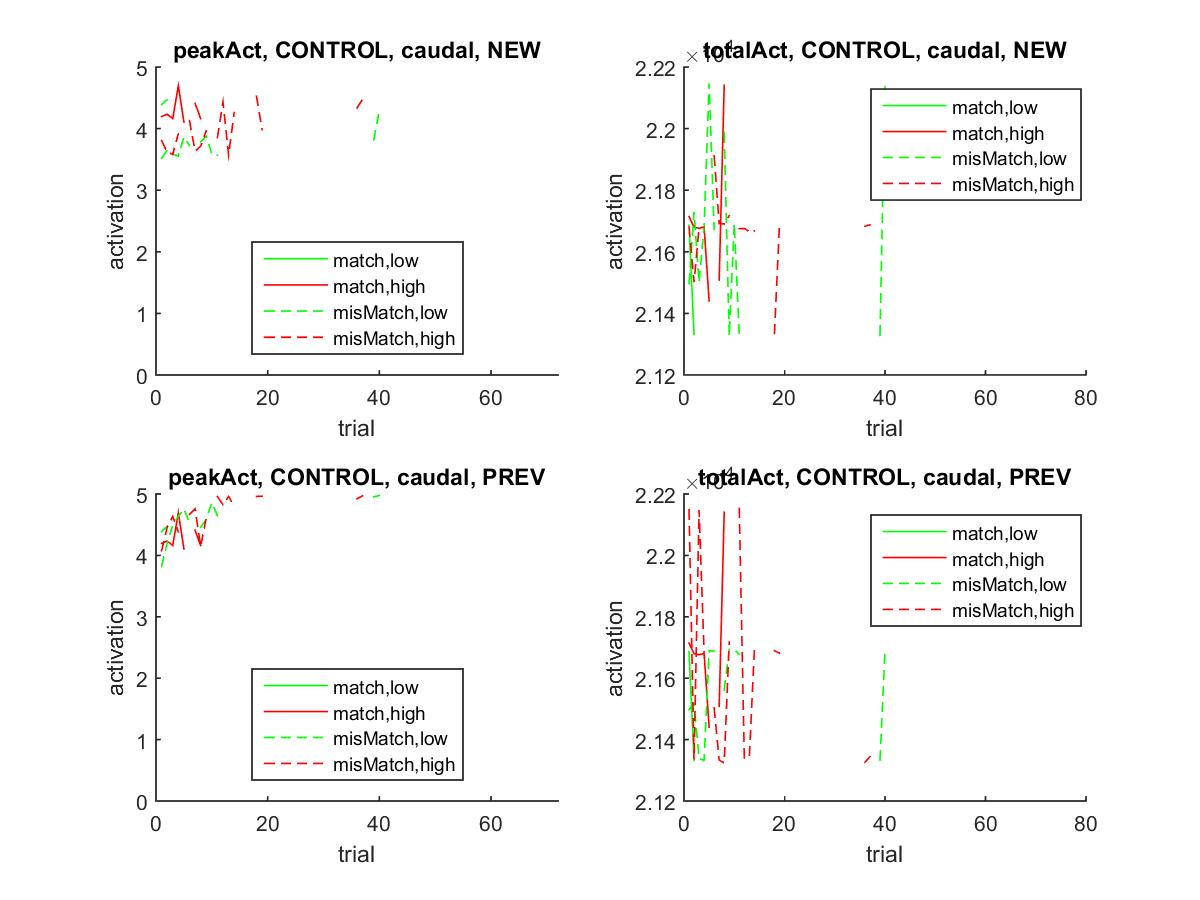 peakAct, CONTROL, caudal, NEW
5
4
3
2
1
0
activation
0 20 40 60
trial
match,low
match,high
misMatch,low
misMatch,high
totalAct, CONTROL, caudal, NEW
2.22
2.2
2.18
2.16
2.14
2.12
activation
0 20 40 60 80
trial
match,low
match,high
misMatch,low
misMatch,high
peakAct, CONTROL, caudal, PREV
5
4
3
2
1
0
activation
0 20 40 60
trial
match,low
match,high
misMatch,low
misMatch,high
totalAct, CONTROL, caudal, PREV
2.22
2.2
2.18
2.16
2.14
2.12
activation
0 20 40 60 80
trial
match,low
match,high
misMatch,low
misMatch,high